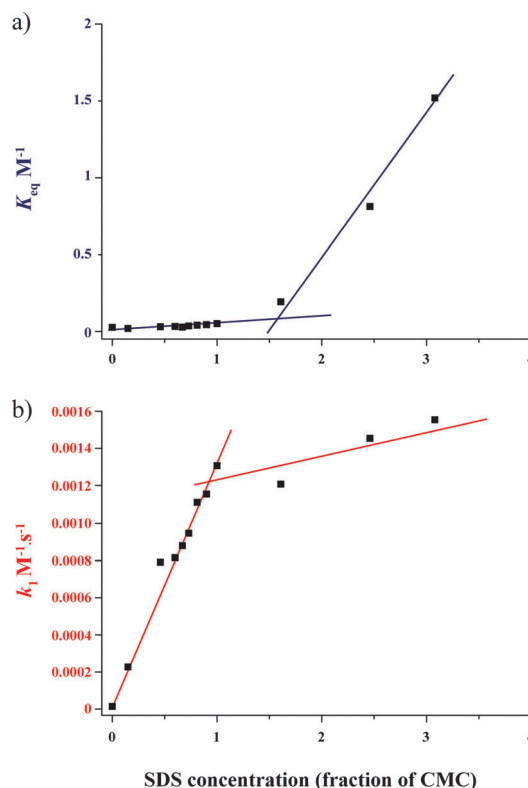 a)
2
1.5
1
0.5
0
K_eq M⁻¹
0 1 2 3
b)
0.0016
0.0014
0.0012
0.0010
0.0008
0.0006
0.0004
0.0002
0
k₁ M⁻¹.s⁻¹
0 1 2 3 4
SDS concentration (fraction of CMC)